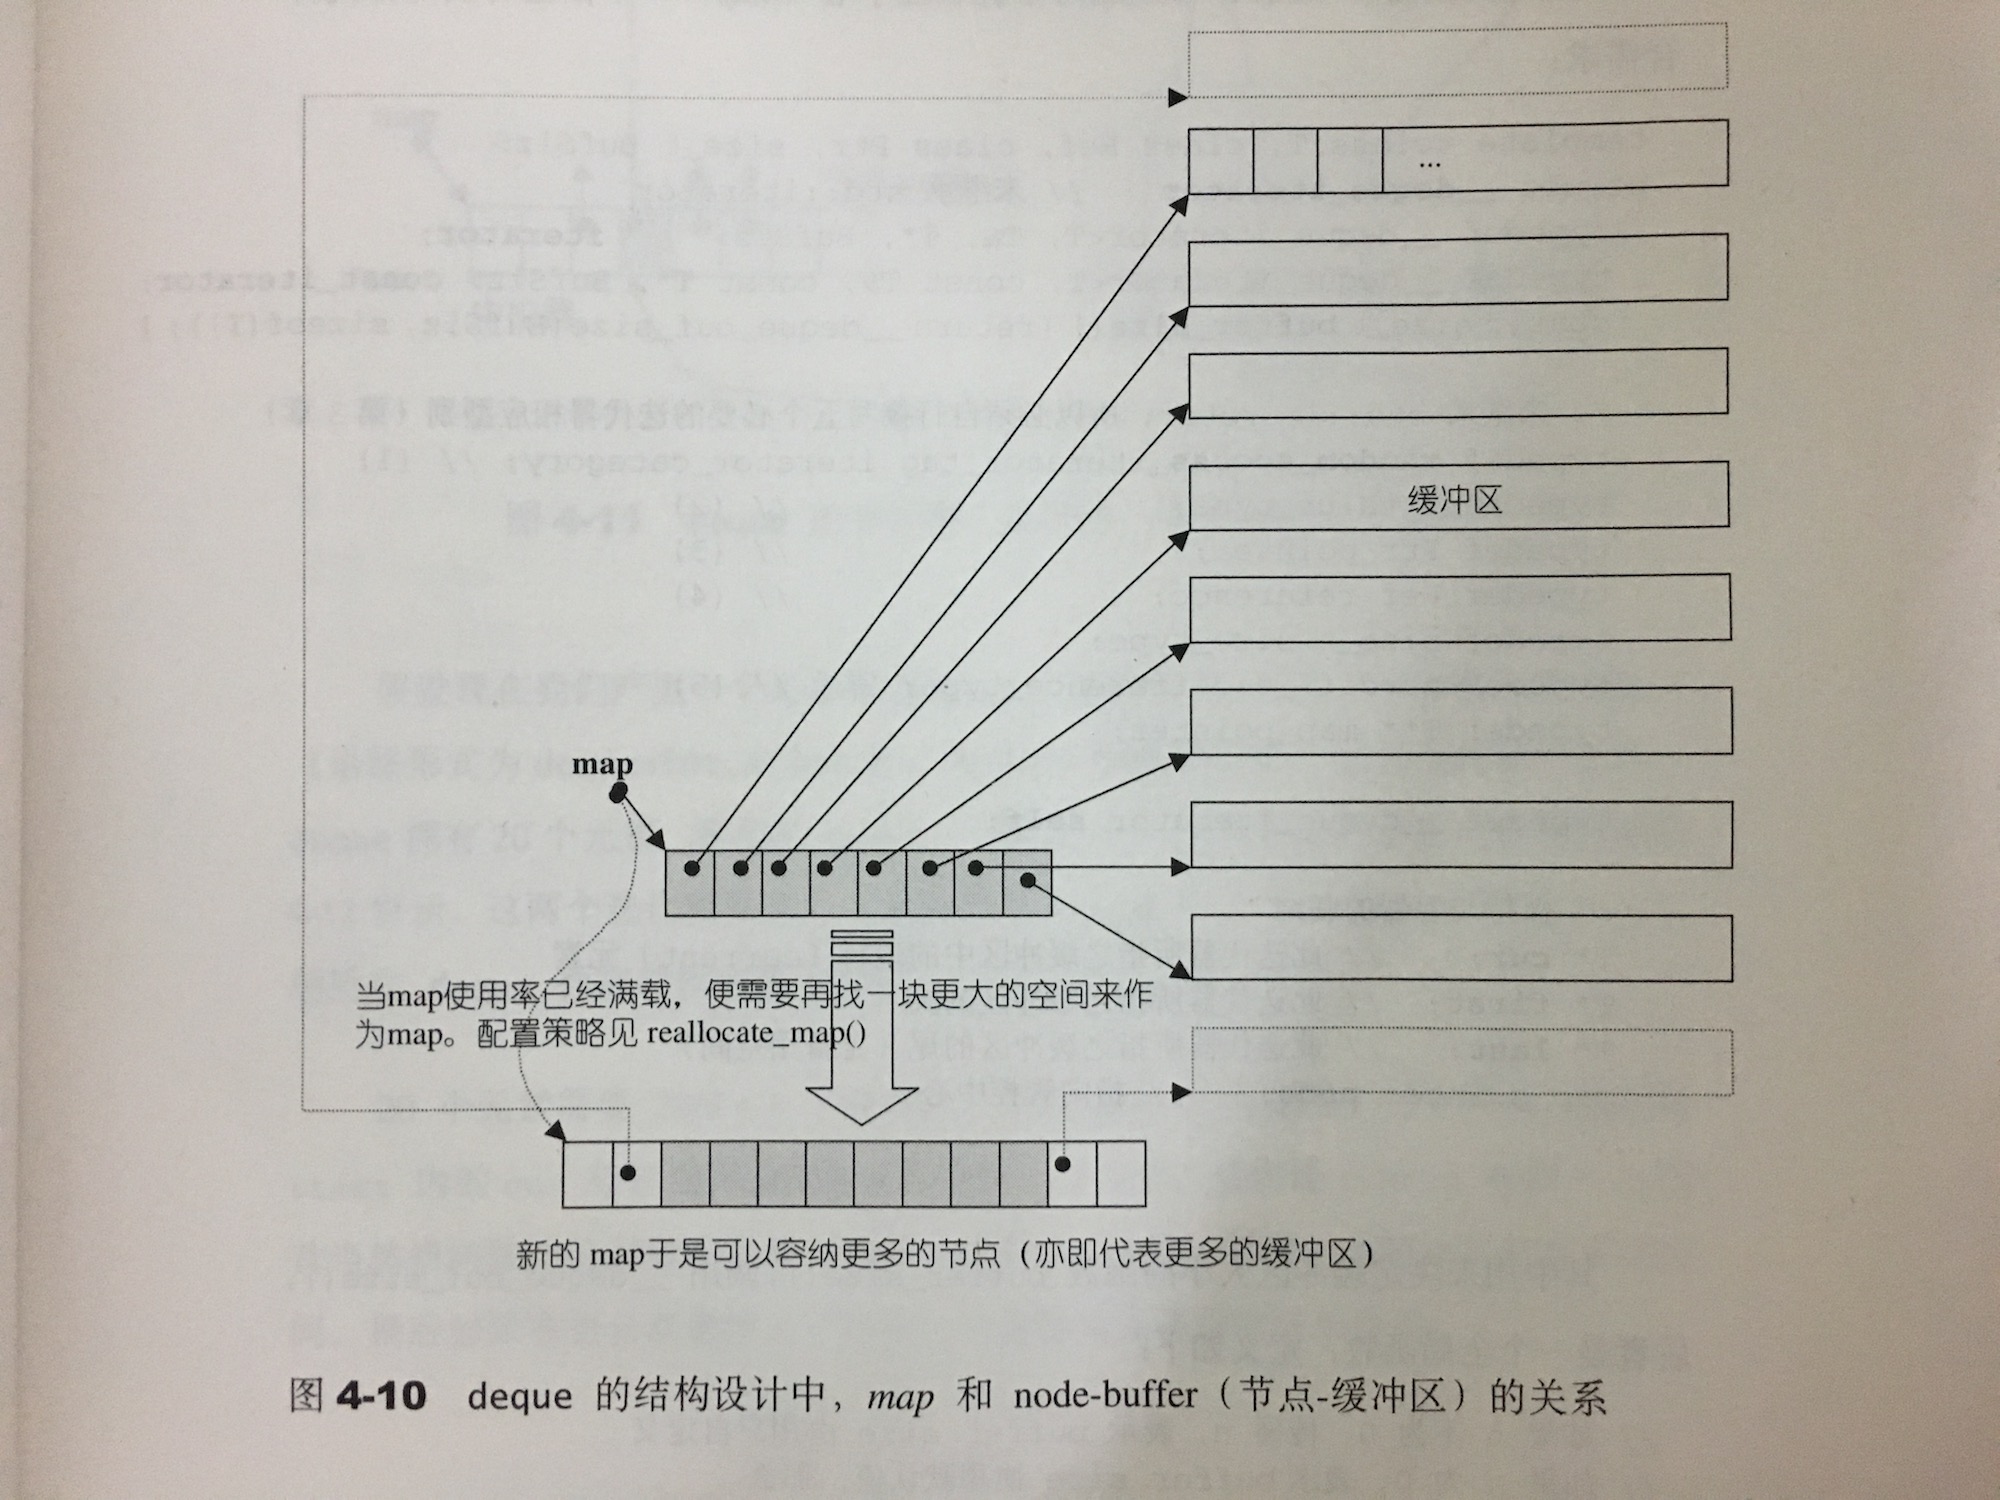 ...
缓冲区
map
当map使用率已经满载，便需要再找一块更大的空间来作
为map。配置策略见 reallocate_map()
新的 map于是可以容纳更多的节点（亦即代表更多的缓冲区）
图 4-10 deque 的结构设计中，map 和 node-buffer（节点-缓冲区）的关系